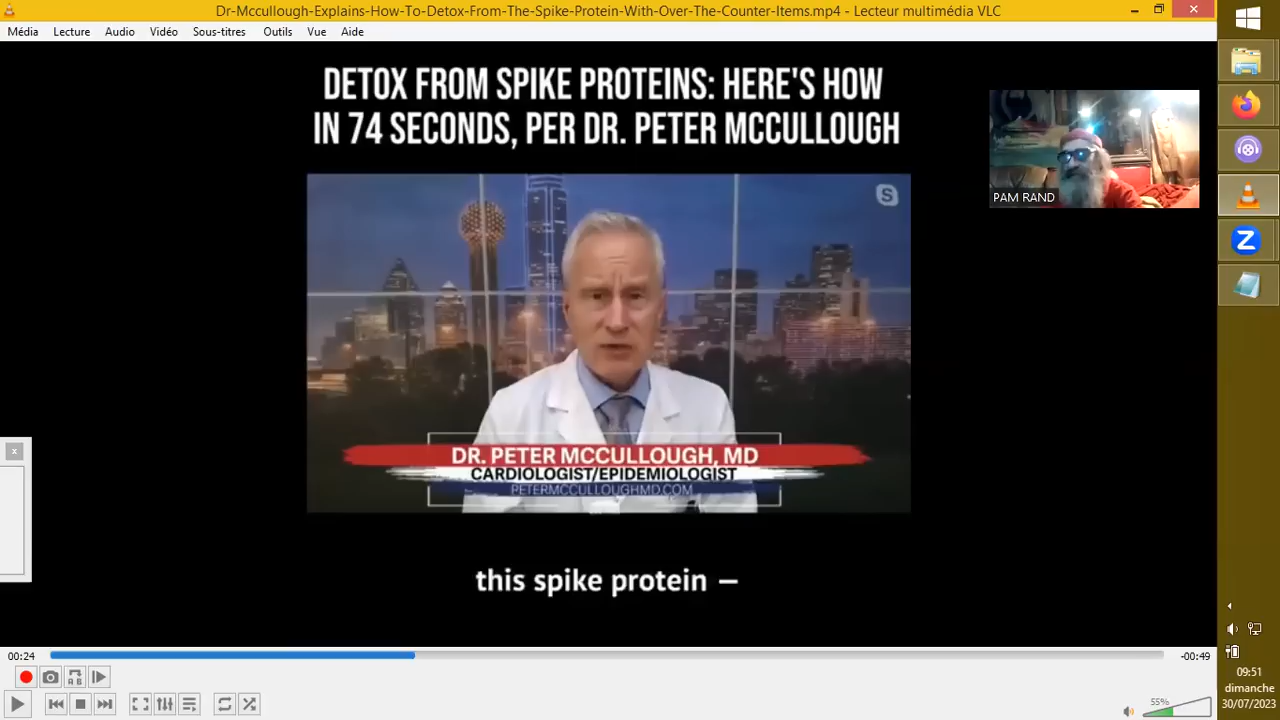 Dr-Mccullough-Explains-How-To-Detox-From-The-Spike-Protein-With-Over-The-Counter-Items.mp4 - Lecteur multimédia VLC
Média Lecture Audio Vidéo Sous-titres Outils Vue Aide
DETOX FROM SPIKE PROTEINS: HERE'S HOW
IN 74 SECONDS, PER DR. PETER MCCULLOUGH
S
PAM RAND
DR. PETER MCCULLOUGH, MD
CARDIOLOGIST/EPIDEMIOLOGIST
PETERMCCULLOUGHMD.COM
this spike protein —
00:24
-00:49
55%
09:51
dimanche
30/07/2023